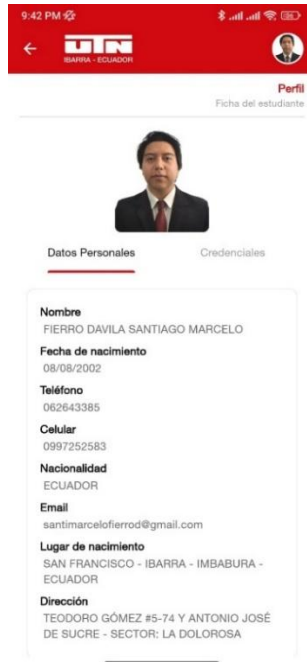 9:42 PM
UTN
IBARRA - ECUADOR
Perfil
Ficha del estudiante
Datos Personales
Credenciales
Nombre
FIERRO DAVILA SANTIAGO MARCELO
Fecha de nacimiento
08/08/2002
Teléfono
062643385
Celular
0997252583
Nacionalidad
ECUADOR
Email
santimarcelofierrod@gmail.com
Lugar de nacimiento
SAN FRANCISCO - IBARRA - IMBABURA -
ECUADOR
Dirección
TEODORO GÓMEZ #5-74 Y ANTONIO JOSÉ
DE SUCRE - SECTOR: LA DOLOROSA